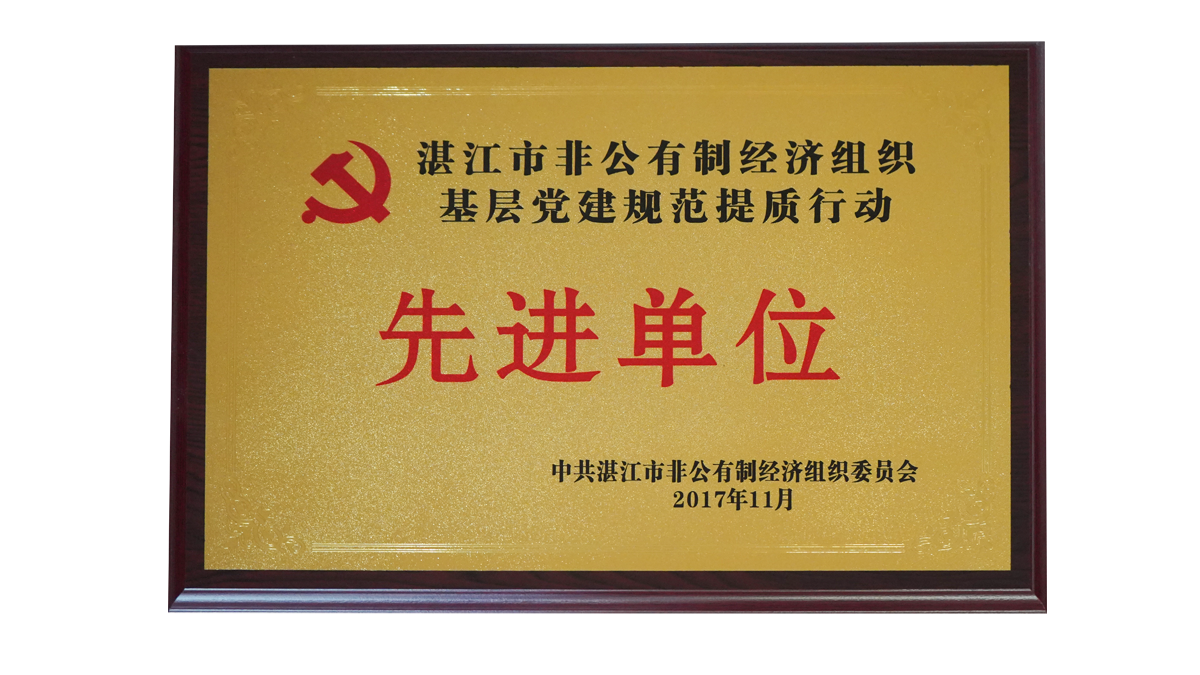 湛江市非公有制经济组织
基层党建规范提质行动
先进单位
中共湛江市非公有制经济组织委员会
2017年11月